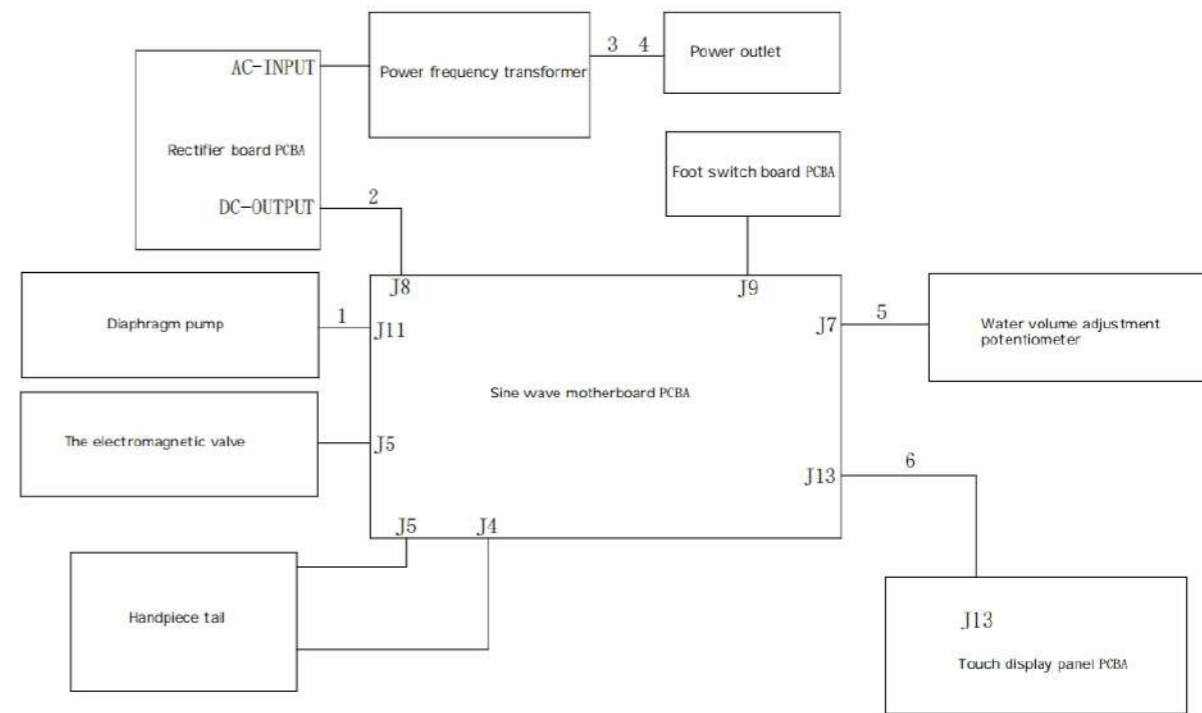 AC-INPUT
Rectifier board PCBA
DC-OUTPUT
Power frequency transformer
3 4
Power outlet
Foot switch board PCBA
2
Diaphragm pump
1
J8
J9
J11
J7
5
Water volume adjustment
potentiometer
Sine wave motherboard PCBA
The electromagnetic valve
J5
J13
6
J5
J4
Handpiece tail
J13
Touch display panel PCBA